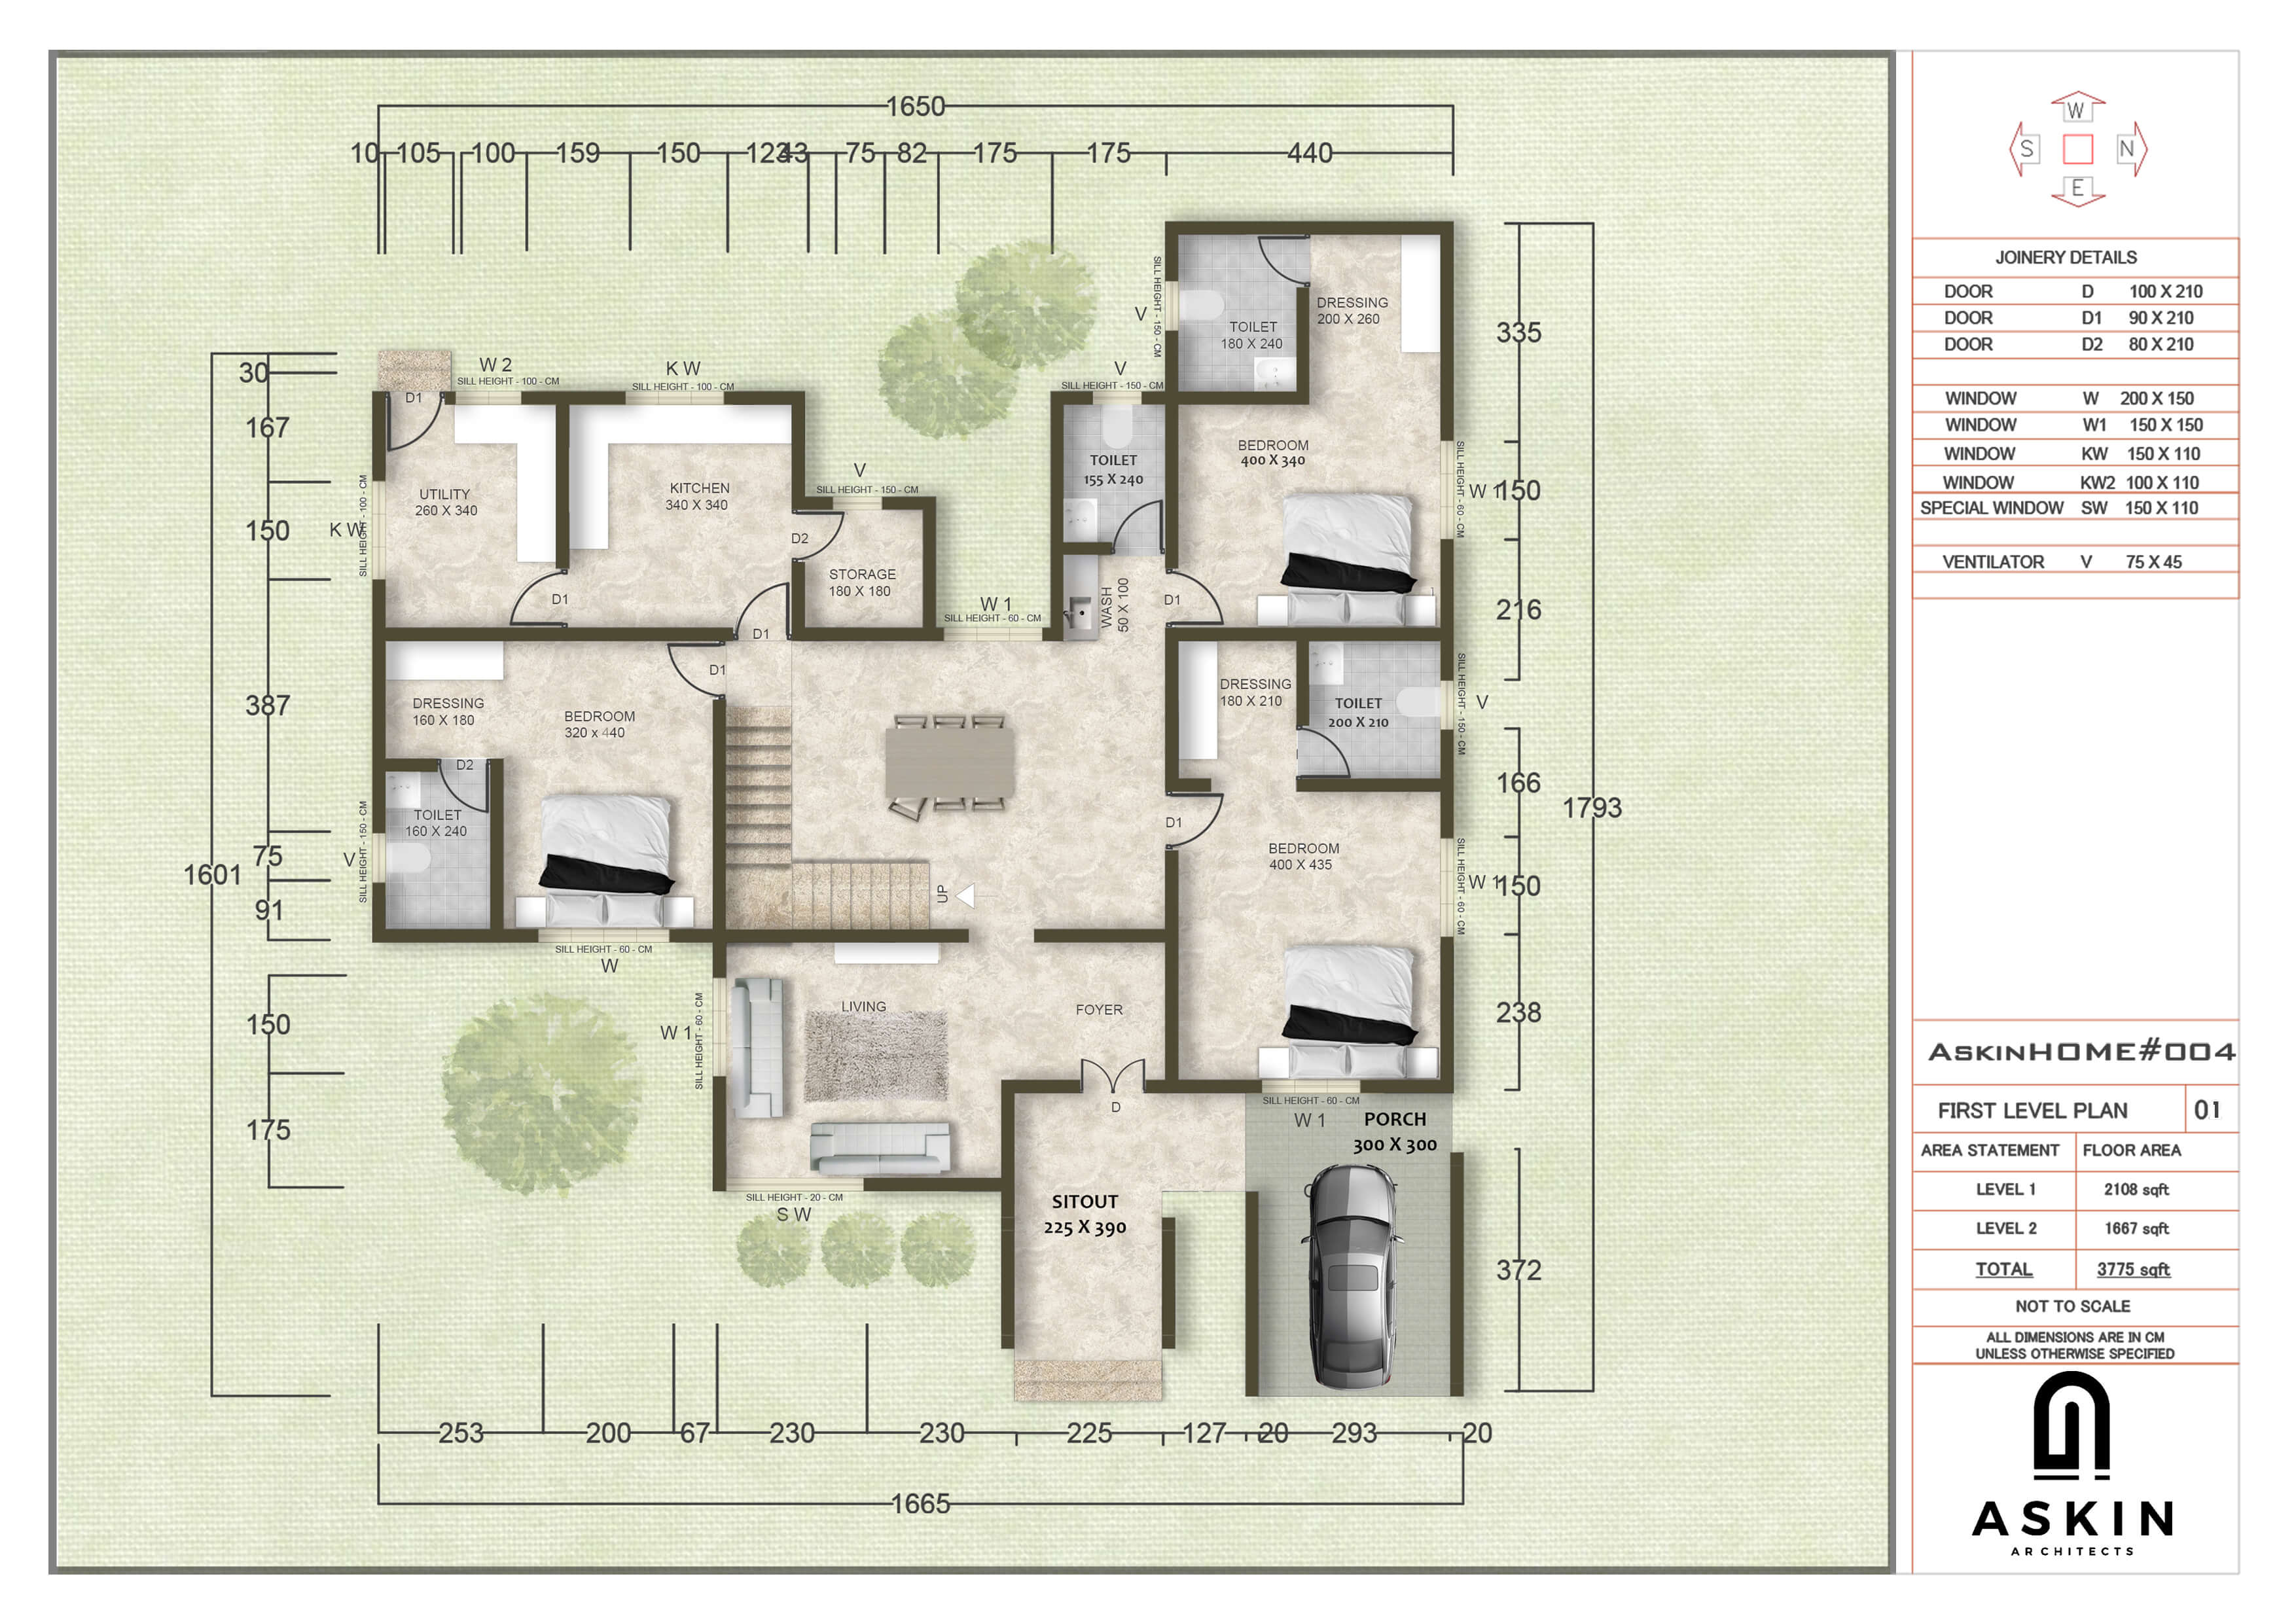 1650
10 105 100 159 150 123 43 75 82 175 175 440
W 2
SILL HEIGHT - 100 - CM
K W
SILL HEIGHT - 100 - CM
V
SILL HEIGHT - 150 - CM
V
SILL HEIGHT - 150 - CM
V
SILL HEIGHT - 150 - CM
W 1
SILL HEIGHT - 60 - CM
30
167
150
387
75
91
1601
150
175
K W
SILL HEIGHT - 100 - CM
V
SILL HEIGHT - 150 - CM
D1
UTILITY
260 X 340
D1
KITCHEN
340 X 340
D2
STORAGE
180 X 180
D1
D1
TOILET
180 X 240
DRESSING
200 X 260
TOILET
155 X 240
BEDROOM
400 X 340
WASH
50 X 100
D1
DRESSING
160 X 180
BEDROOM
320 x 440
D2
TOILET
160 X 240
SILL HEIGHT - 60 - CM
W
DRESSING
180 X 210
TOILET
200 X 210
D1
BEDROOM
400 X 435
UP
LIVING
FOYER
W 1
SILL HEIGHT - 60 - CM
SILL HEIGHT - 20 - CM
S W
D
SILL HEIGHT - 60 - CM
W 1
PORCH
300 X 300
SITOUT
225 X 390
SILL HEIGHT - 60 - CM
W 1
SILL HEIGHT - 150 - CM
V
SILL HEIGHT - 60 - CM
W 1
335
150
216
166
150
238
372
1793
253 200 67 230 230 225 127 20 293 20
1665
W
S N
E
JOINERY DETAILS
DOOR D 100 X 210
DOOR D1 90 X 210
DOOR D2 80 X 210
WINDOW W 200 X 150
WINDOW W1 150 X 150
WINDOW KW 150 X 110
WINDOW KW2 100 X 110
SPECIAL WINDOW SW 150 X 110
VENTILATOR V 75 X 45
ASKINHOME#004
FIRST LEVEL PLAN 01
AREA STATEMENT FLOOR AREA
LEVEL 1 2108 sqft
LEVEL 2 1667 sqft
TOTAL 3775 sqft
NOT TO SCALE
ALL DIMENSIONS ARE IN CM
UNLESS OTHERWISE SPECIFIED
ASKIN
ARCHITECTS